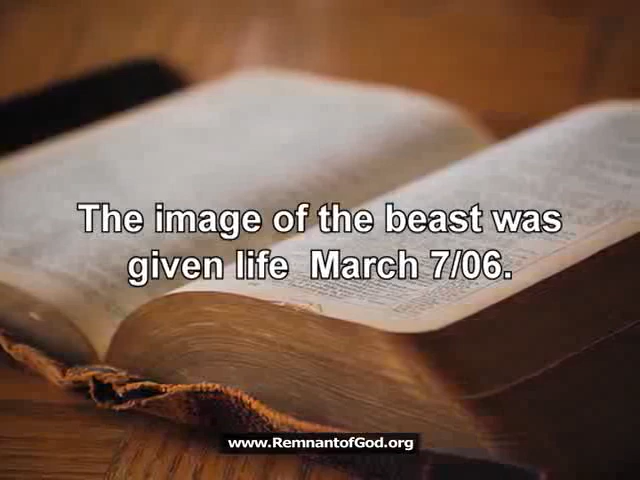 The image of the beast was
given life  March 7/06.
www.RemnantofGod.org